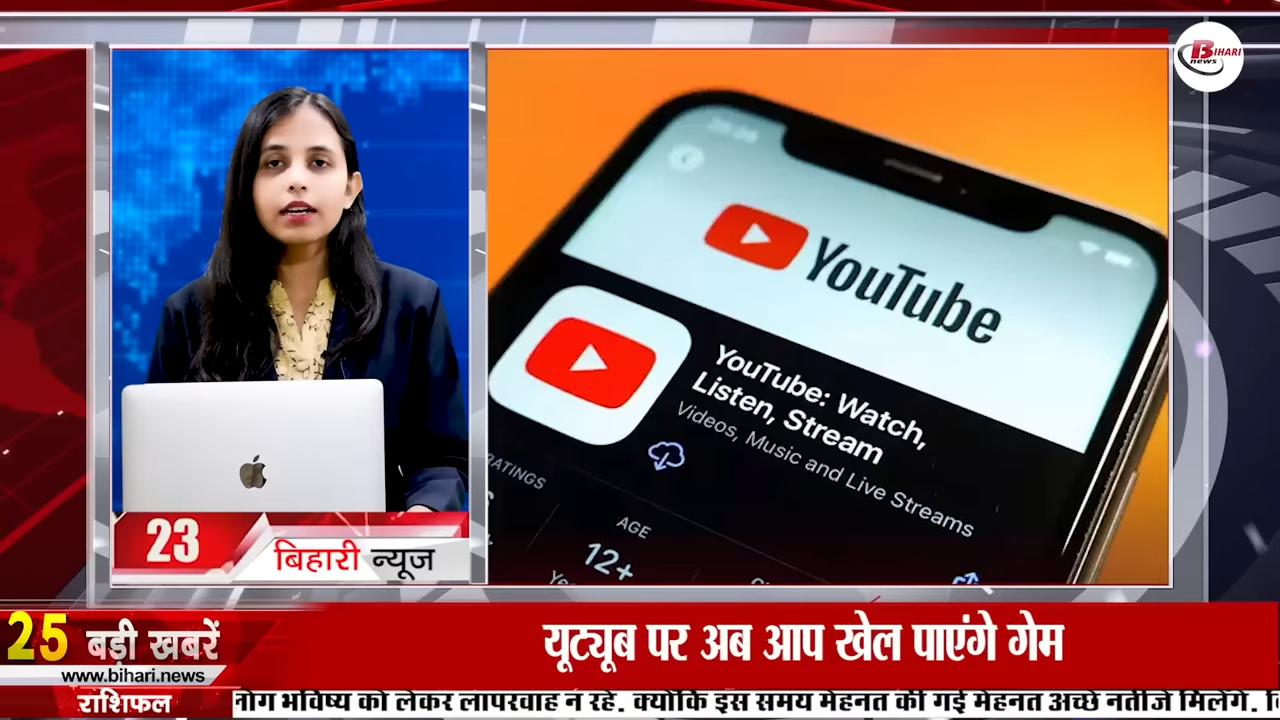 BIHARI
news
YouTube
YouTube: Watch,
Listen, Stream
Videos, Music and Live Streams
RATINGS
AGE
12+
23
बिहारी न्यूज
25 बड़ी खबरें
www.bihari.news
यूट्यूब पर अब आप खेल पाएंगे गेम
राशिफल
भविष्य को लेकर लापरवाह न रहे. क्योंकि इस समय मेहनत की गई मेहनत अच्छे नतीजे मिलेंगे.